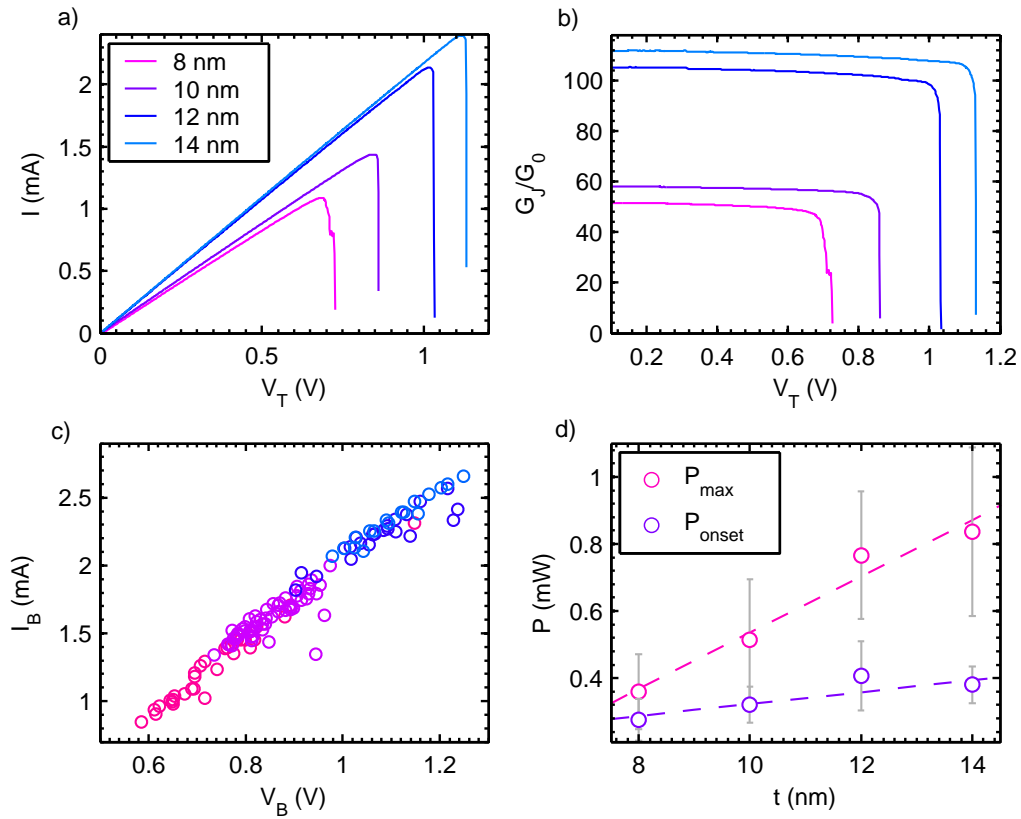 a)
2
1.5
1
0.5
0
I (mA)
8 nm
10 nm
12 nm
14 nm
0
0.5
1
V_T (V)
b)
100
80
60
40
20
0
G_J/G_0
0.2
0.4
0.6
0.8
1
1.2
V_T (V)
c)
2.5
2
1.5
1
I_B (mA)
0.6
0.8
1
1.2
V_B (V)
d)
1
0.8
0.6
0.4
P (mW)
P_max
P_onset
8
10
12
14
t (nm)